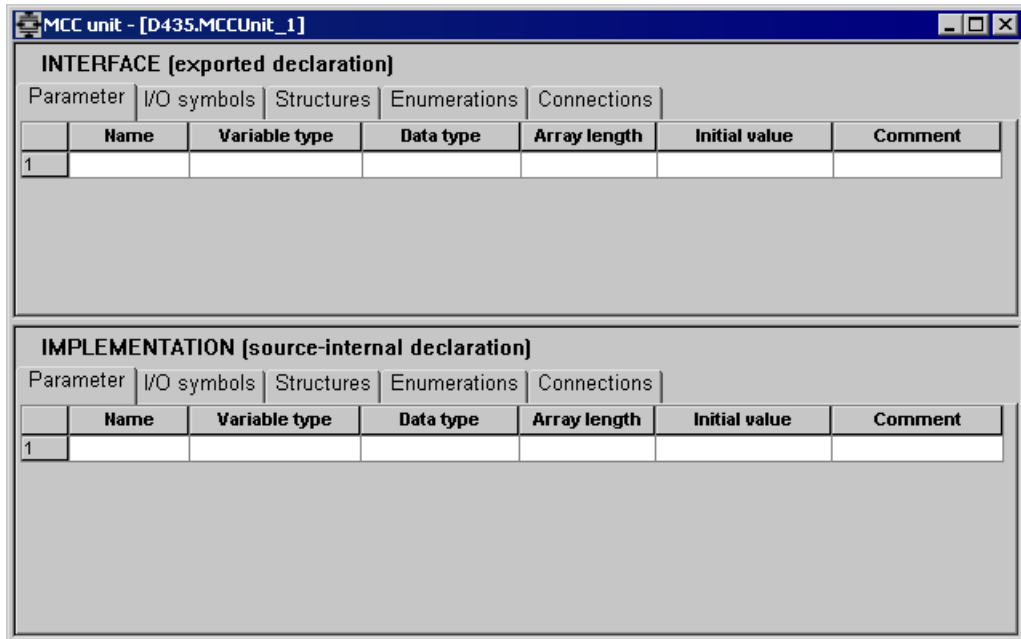 MCC unit - [D435.MCCUnit_1]
INTERFACE (exported declaration)
Parameter I/O symbols Structures Enumerations Connections
Name Variable type Data type Array length Initial value Comment
1
IMPLEMENTATION (source-internal declaration)
Parameter I/O symbols Structures Enumerations Connections
Name Variable type Data type Array length Initial value Comment
1